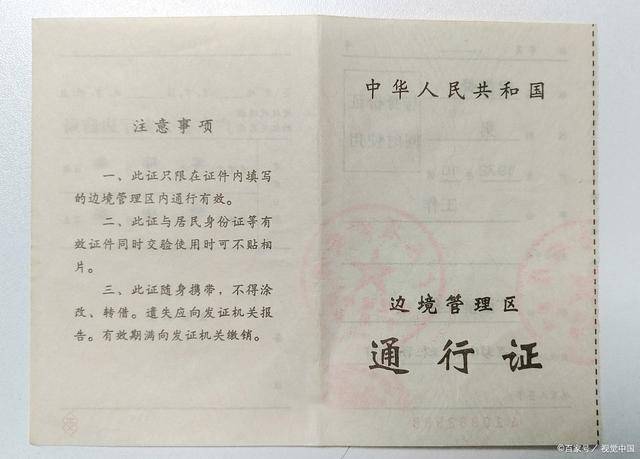 注意事项
一、此证只限在证件内填写
的边境管理区内通行有效。
二、此证与居民身份证等有
效证件同时交验使用时可不贴相
片。
三、此证随身携带，不得涂
改、转借。遗失应向发证机关报
告。有效期满向发证机关缴销。
中华人民共和国
边境管理区
通行证
©百家号/视觉中国